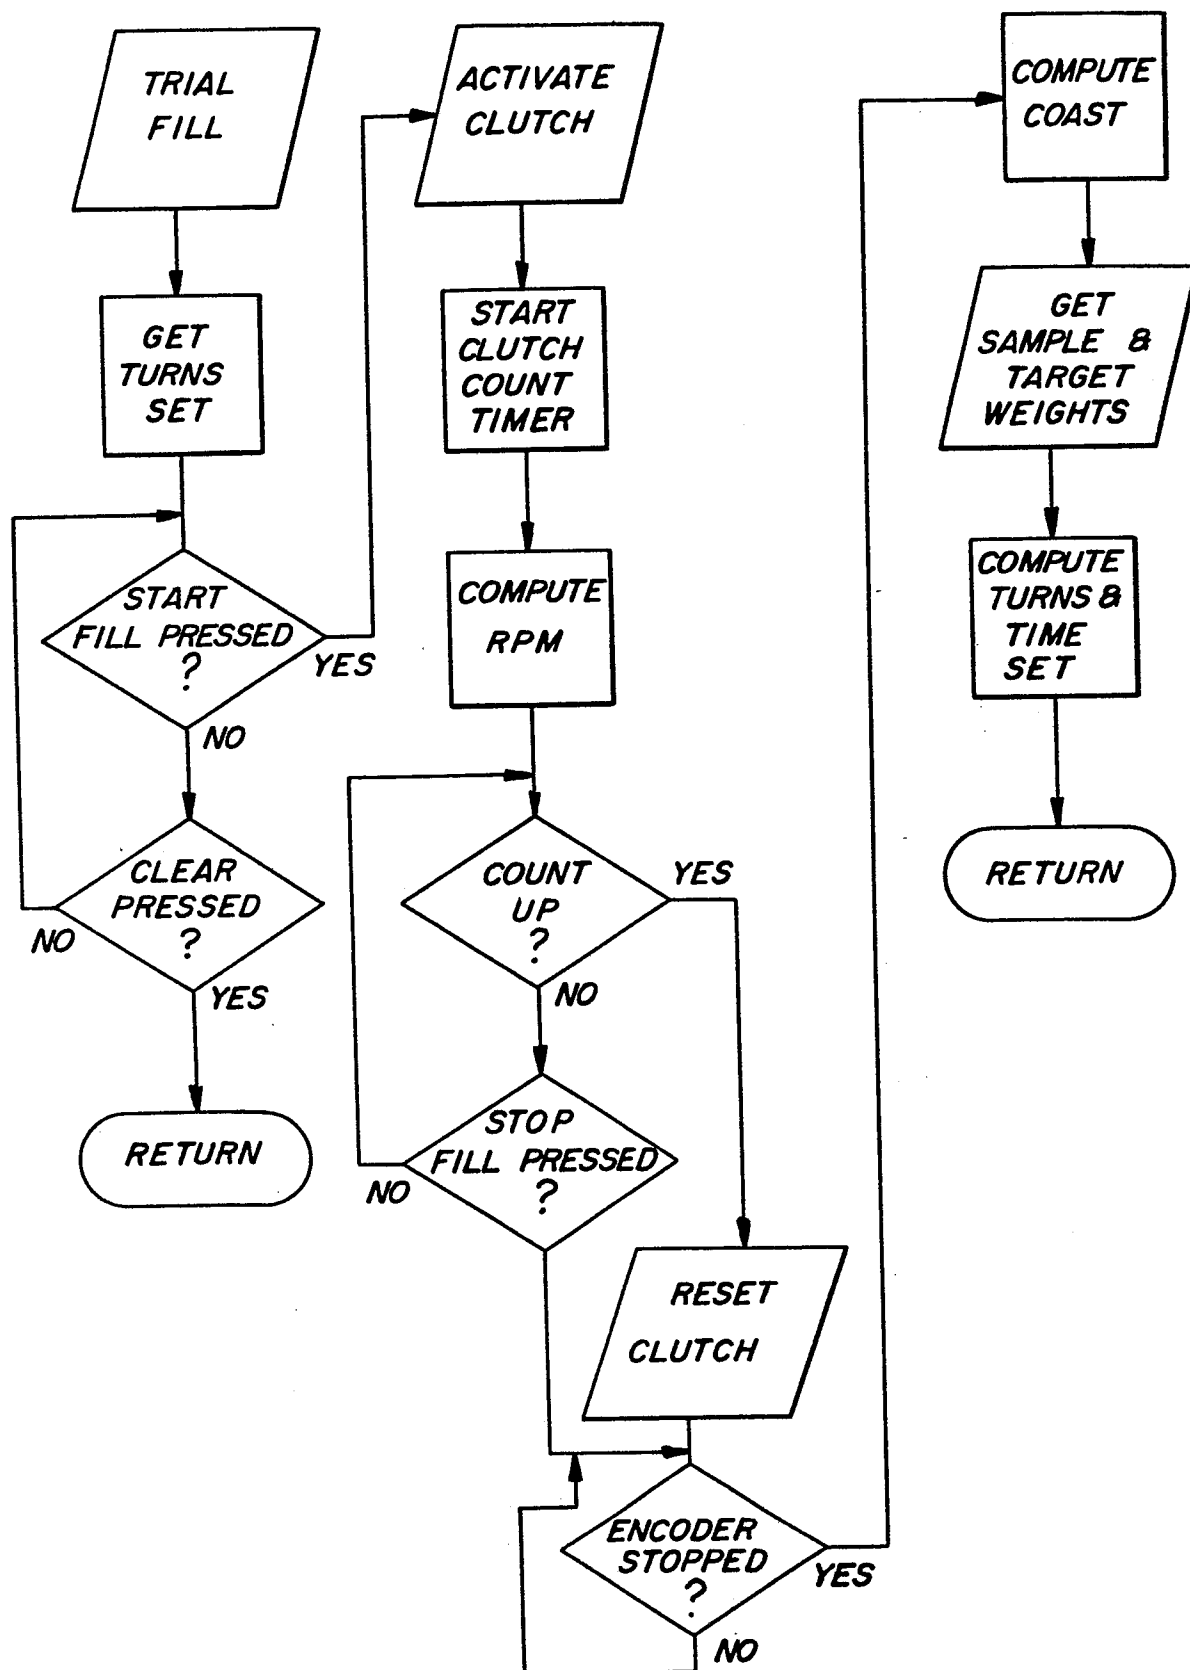 TRIAL
FILL
GET
TURNS
SET
START
FILL PRESSED
?
YES
NO
CLEAR
PRESSED
?
NO
YES
RETURN
ACTIVATE
CLUTCH
START
CLUTCH
COUNT
TIMER
COMPUTE
RPM
COUNT
UP
?
YES
NO
STOP
FILL PRESSED
?
NO
RESET
CLUTCH
ENCODER
STOPPED
?
YES
NO
COMPUTE
COAST
GET
SAMPLE &
TARGET
WEIGHTS
COMPUTE
TURNS &
TIME
SET
RETURN